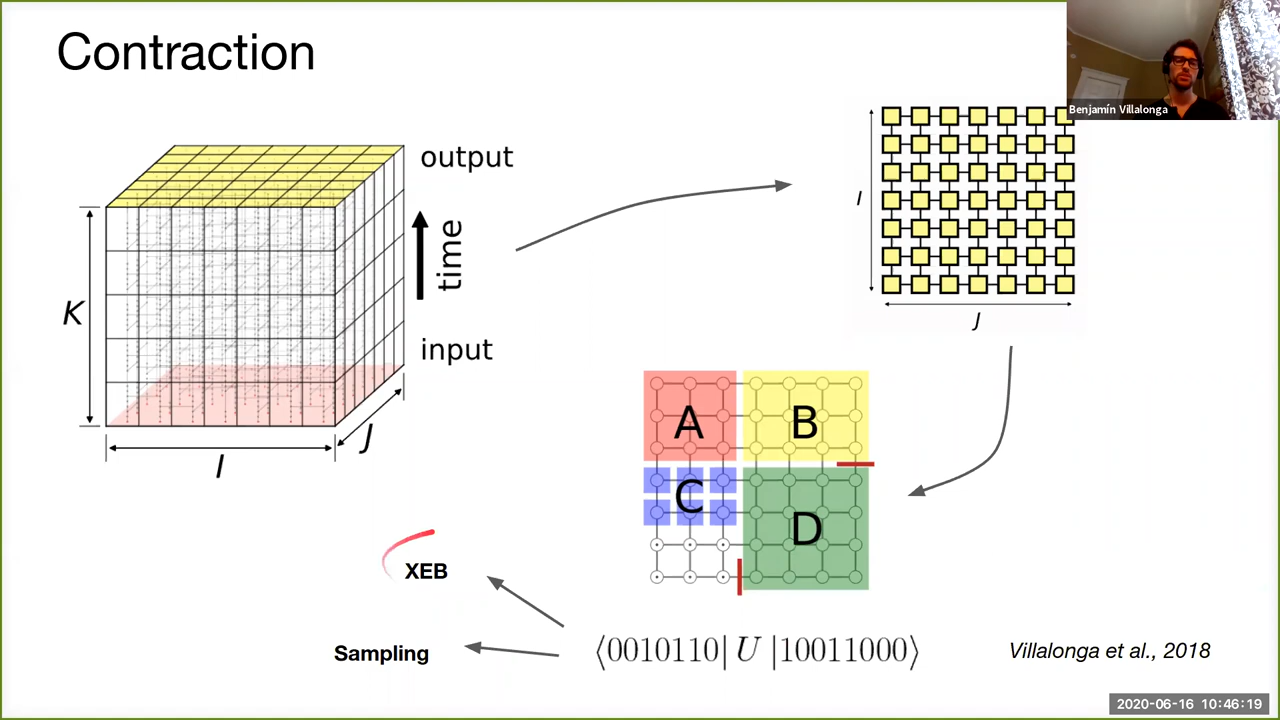 Contraction
Benjamín Villalonga
output
time
K
input
J
I
I
J
A
B
C
D
XEB
Sampling
⟨0010110| U |10011000⟩
Villalonga et al., 2018
2020-06-16 10:46:19